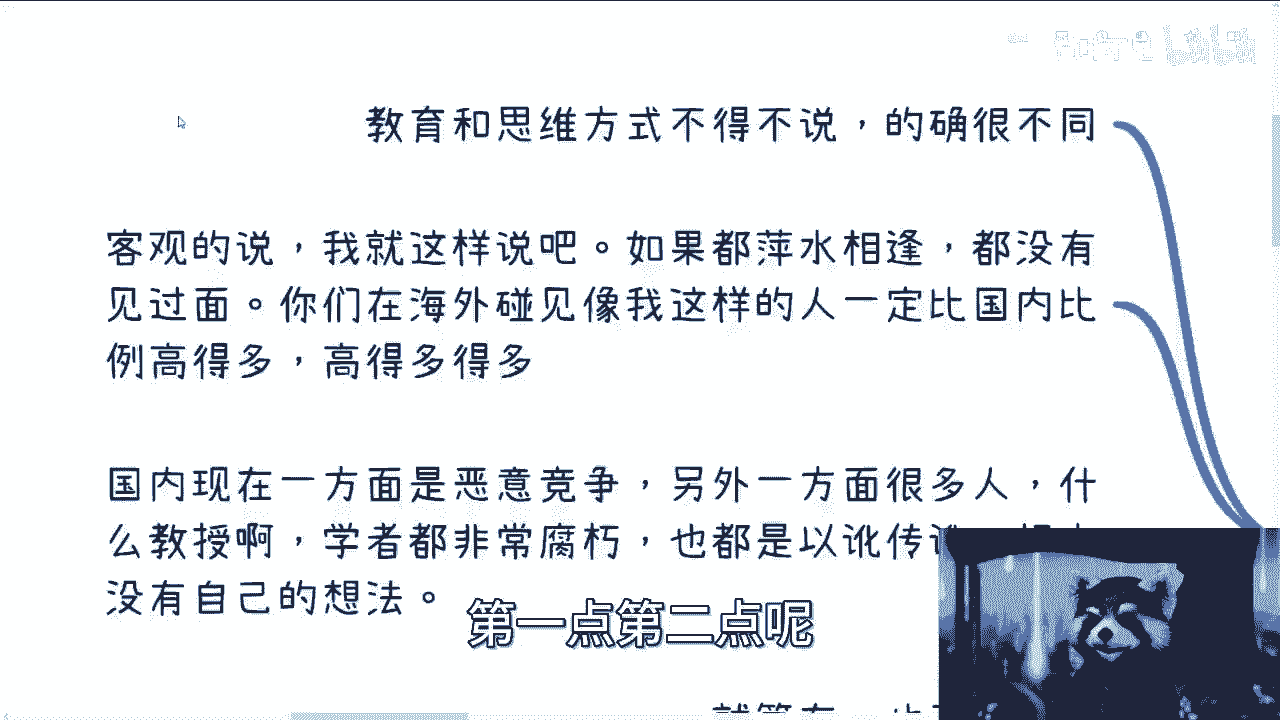 教育和思维方式不得不说，的确很不同
客观的说，我就这样说吧。如果都萍水相逢，都没有
见过面。你们在海外碰见像我这样的人一定比国内比
例高得多，高得多得多
国内现在一方面是恶意竞争，另外一方面很多人，什
么教授啊，学者都非常腐朽，也都是以讹传
没有自己的想法。
第一点第二点呢